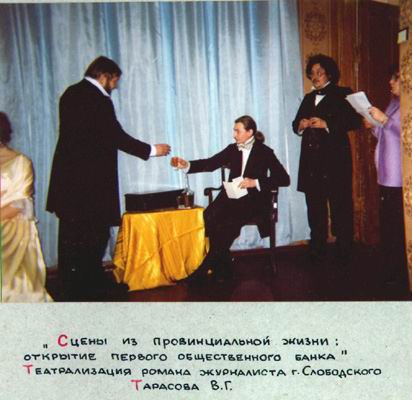 „Сцены из провинциальной жизни:
открытие первого общественного банка"
Театрализация романа журналиста г. Слободского
Тарасова В.Г.